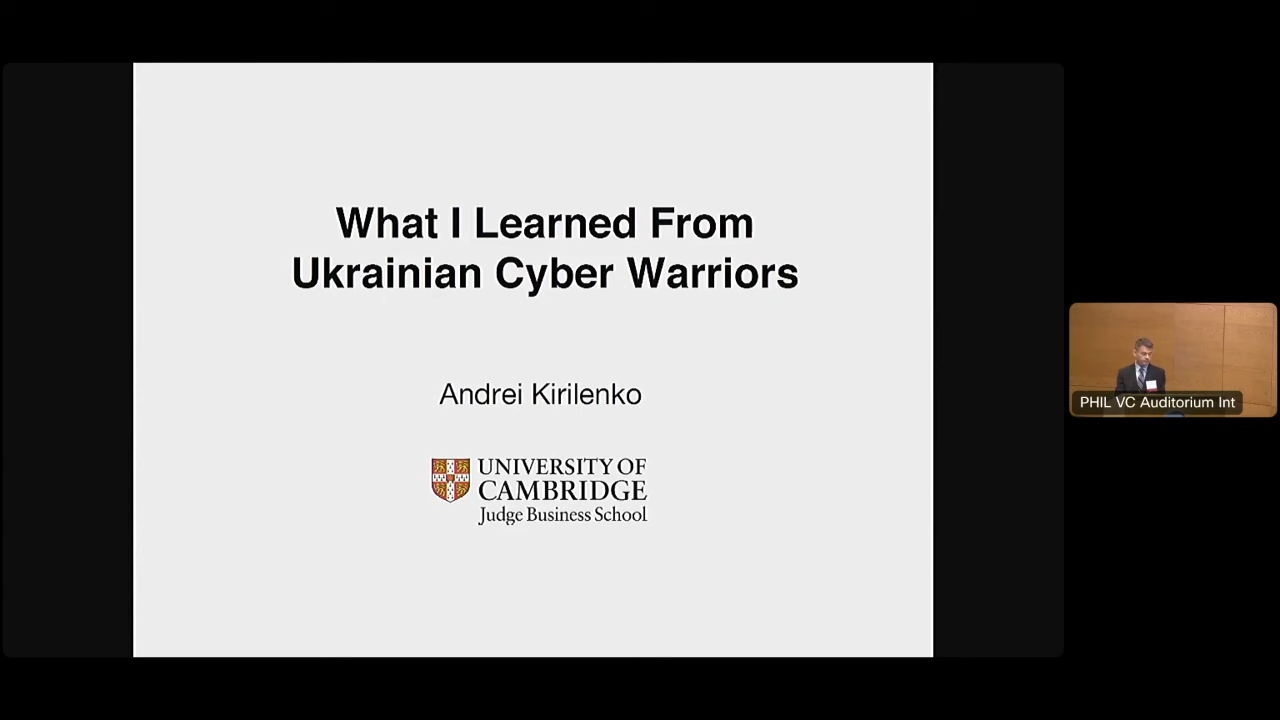 What I Learned From
Ukrainian Cyber Warriors
Andrei Kirilenko
UNIVERSITY OF
CAMBRIDGE
Judge Business School
PHIL VC Auditorium Int